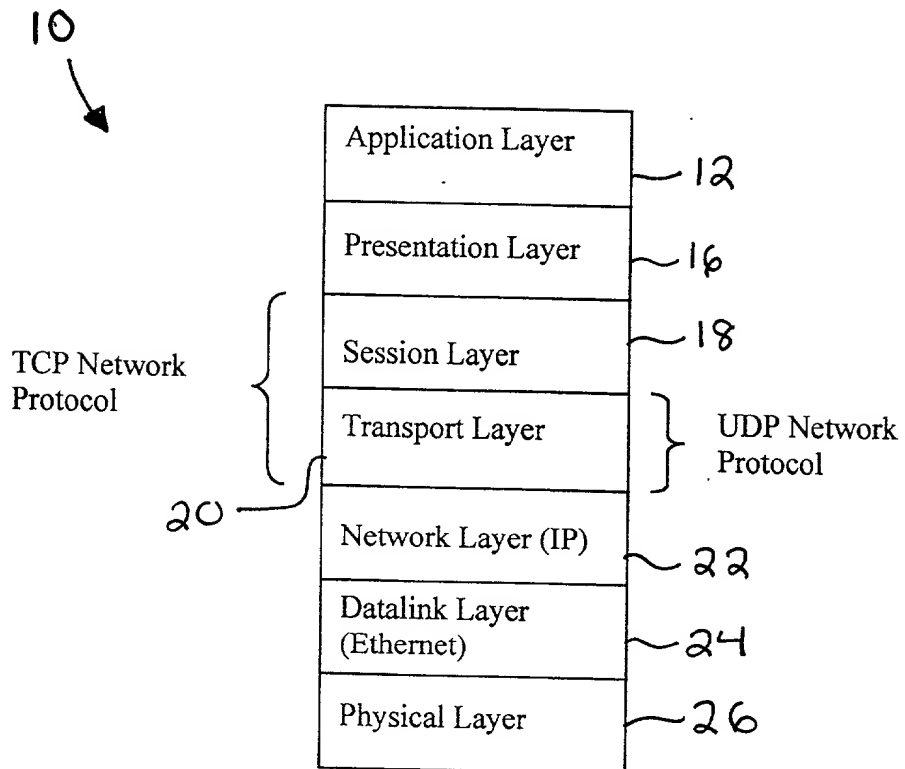 10
Application Layer
12
Presentation Layer
16
18
Session Layer
TCP Network
Protocol
Transport Layer
UDP Network
Protocol
20
Network Layer (IP)
22
Datalink Layer
(Ethernet)
24
Physical Layer
26